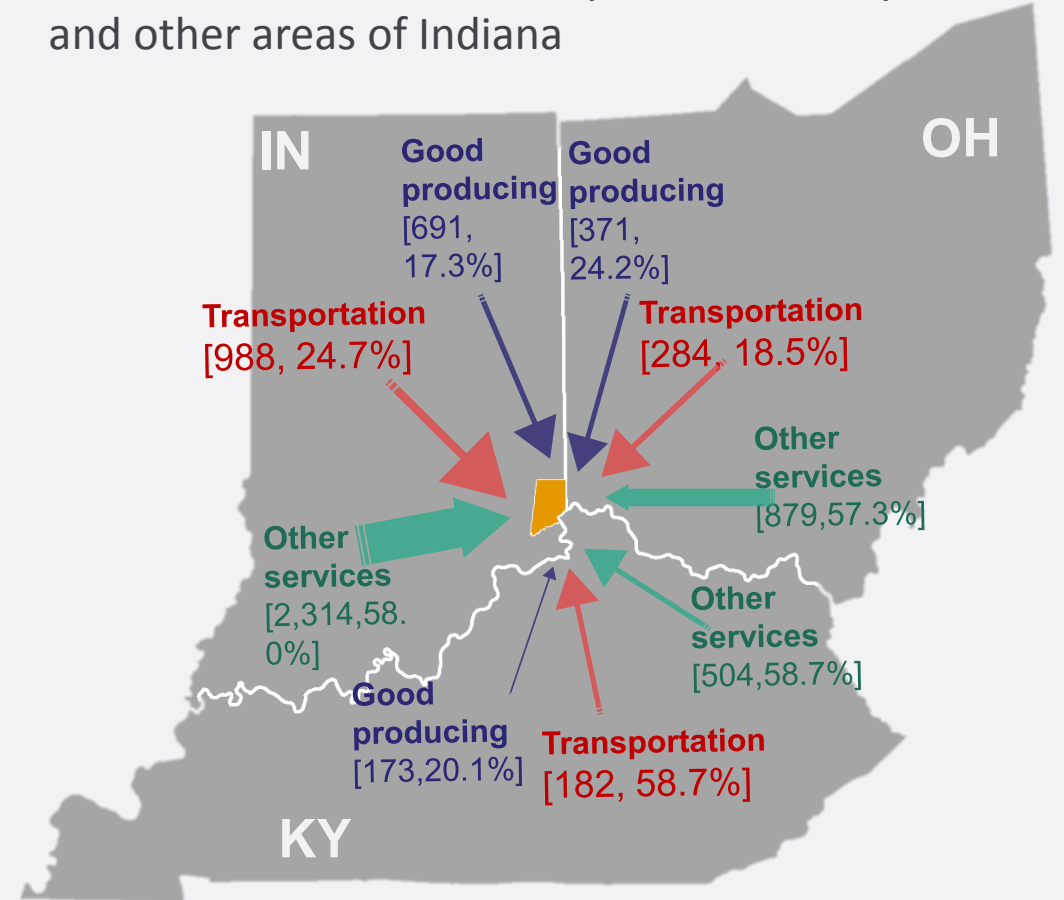 and other areas of Indiana
IN
OH
Good
producing
[691,
17.3%]
Good
producing
[371,
24.2%]
Transportation
[988, 24.7%]
Transportation
[284, 18.5%]
Other
services
[879,57.3%]
Other
services
[2,314,58.
0%]
Other
services
[504,58.7%]
Good
producing
[173,20.1%]
Transportation
[182, 58.7%]
KY